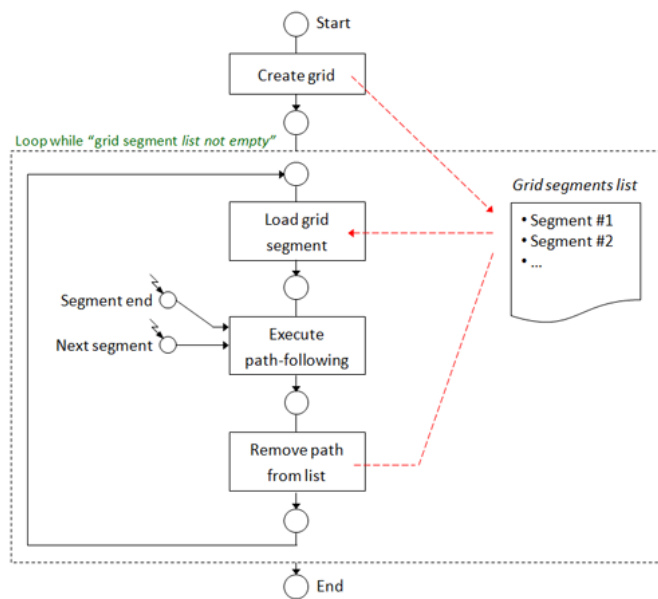 Start
Create grid
Loop while “grid segment list not empty”
Grid segments list
• Segment #1
• Segment #2
• ...
Load grid
segment
Segment end
Next segment
Execute
path-following
Remove path
from list
End